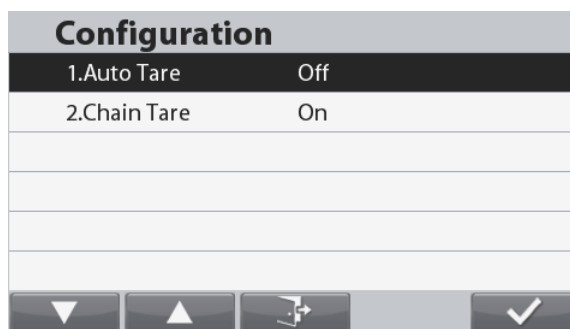 Configuration
1.Auto Tare Off
2.Chain Tare On